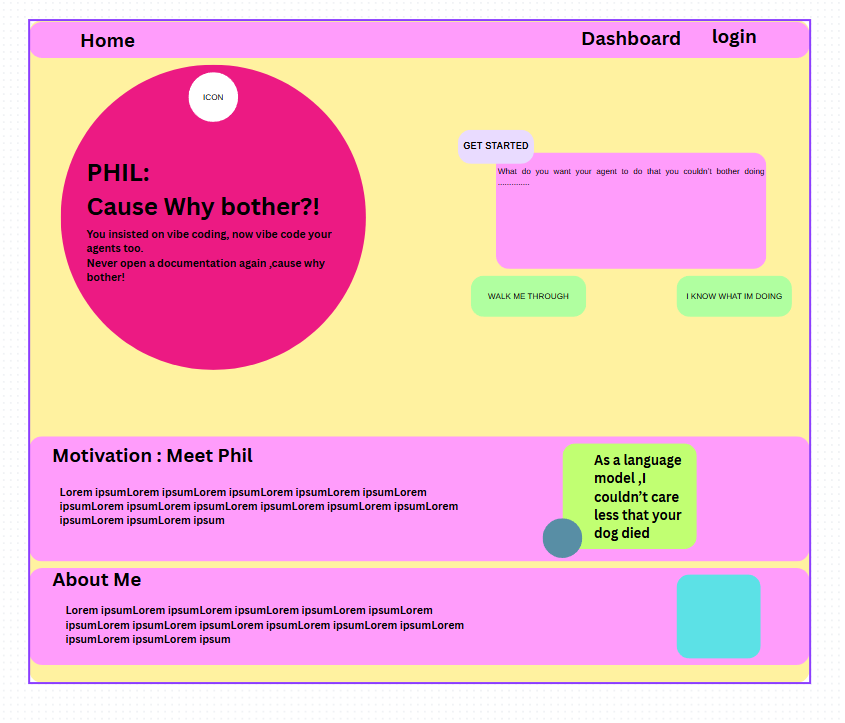 Home
Dashboard
login
ICON
PHIL:
Cause Why bother?!
You insisted on vibe coding, now vibe code your
agents too.
Never open a documentation again ,cause why
bother!
GET STARTED
What do you want your agent to do that you couldn't bother doing
..............
WALK ME THROUGH
I KNOW WHAT IM DOING
Motivation : Meet Phil
Lorem ipsumLorem ipsumLorem ipsumLorem ipsumLorem ipsumLorem
ipsumLorem ipsumLorem ipsumLorem ipsumLorem ipsumLorem ipsumLorem
ipsumLorem ipsumLorem ipsum
As a language
model ,I
couldn't care
less that your
dog died
About Me
Lorem ipsumLorem ipsumLorem ipsumLorem ipsumLorem ipsumLorem
ipsumLorem ipsumLorem ipsumLorem ipsumLorem ipsumLorem ipsumLorem
ipsumLorem ipsumLorem ipsum